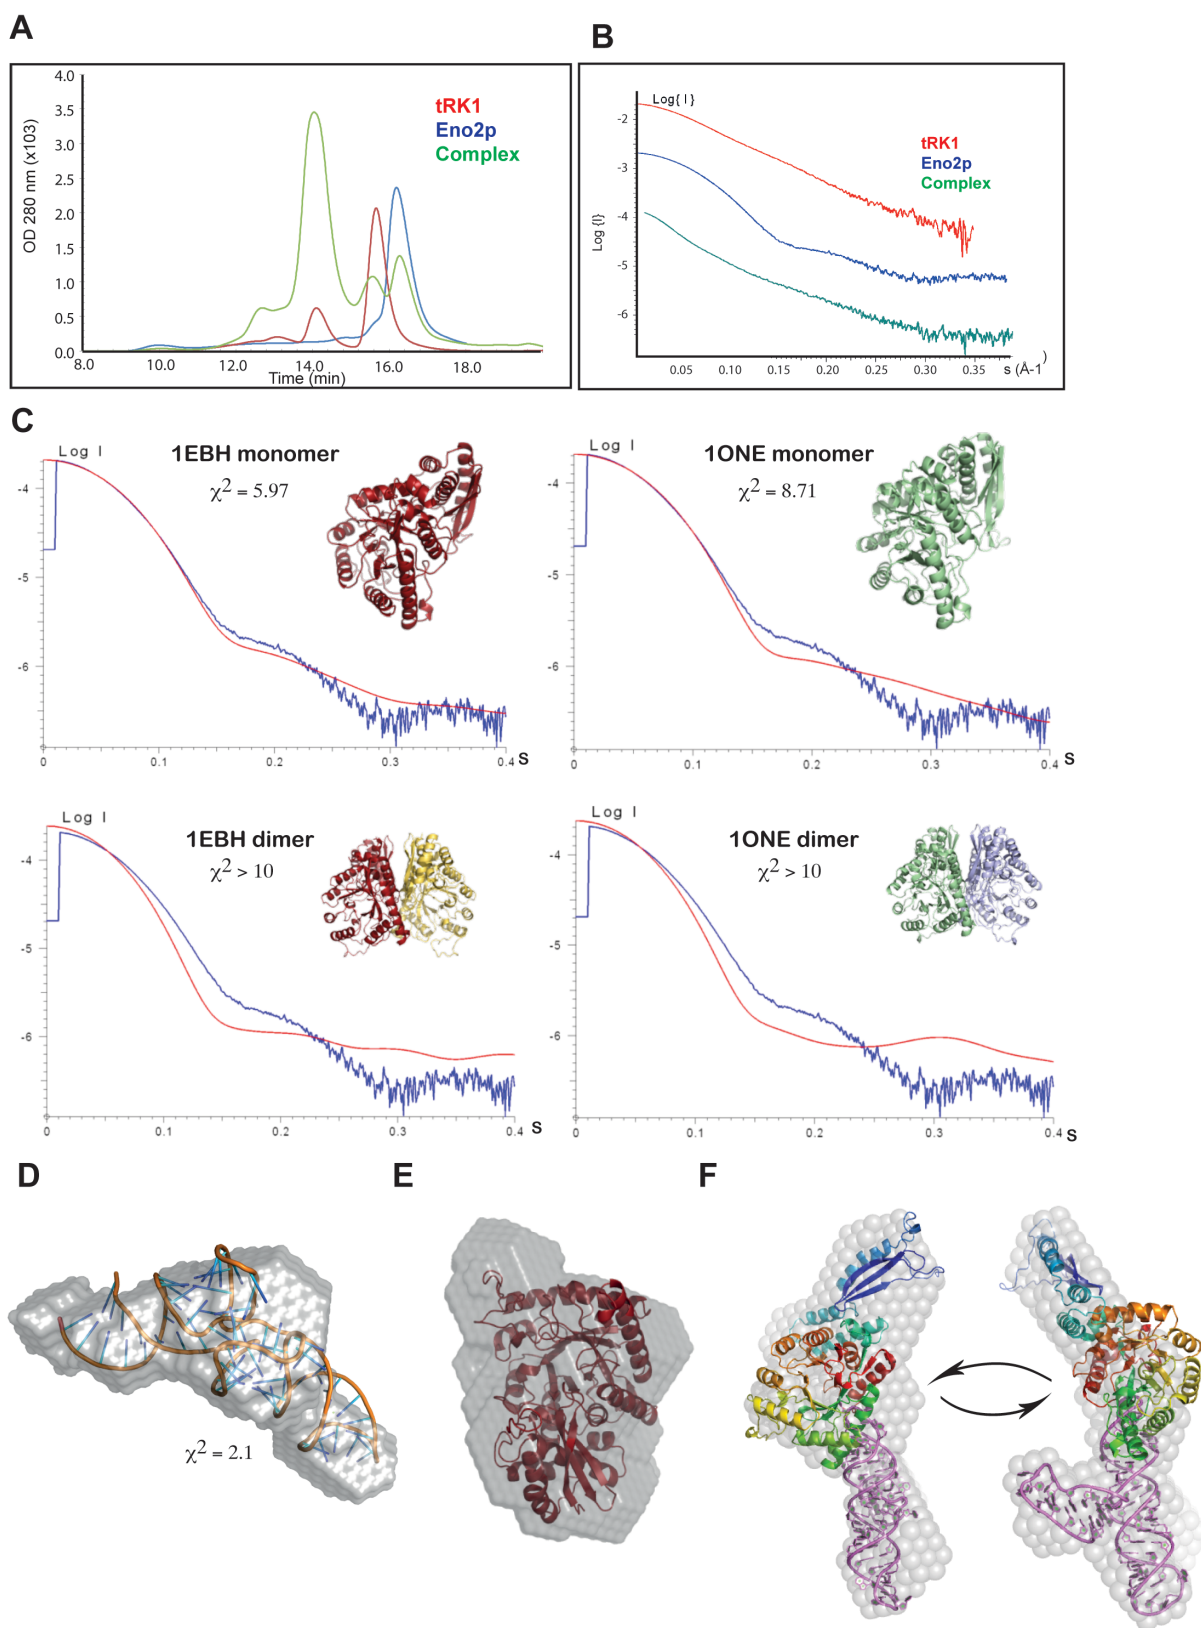 A
B
4.0
3.5
3.0
2.5
2.0
1.5
1.0
0.5
0.0
OD 280 nm (x103)
8.0
10.0
12.0
14.0
16.0
18.0
Time (min)
tRK1
Eno2p
Complex
Log{ I }
-2
-3
-4
-5
-6
Log {I}
0.05
0.10
0.15
0.20
0.25
0.30
0.35
s (Å-1)
tRK1
Eno2p
Complex
C
Log I
1EBH monomer
χ2 = 5.97
-4
-5
-6
0
0.1
0.2
0.3
0.4
s
Log I
1ONE monomer
χ2 = 8.71
-4
-5
-6
0
0.1
0.2
0.3
0.4
s
Log I
1EBH dimer
χ2 > 10
-4
-5
-6
0
0.1
0.2
0.3
0.4
s
Log I
1ONE dimer
χ2 > 10
-4
-5
-6
0
0.1
0.2
0.3
0.4
s
D
E
F
χ2 = 2.1